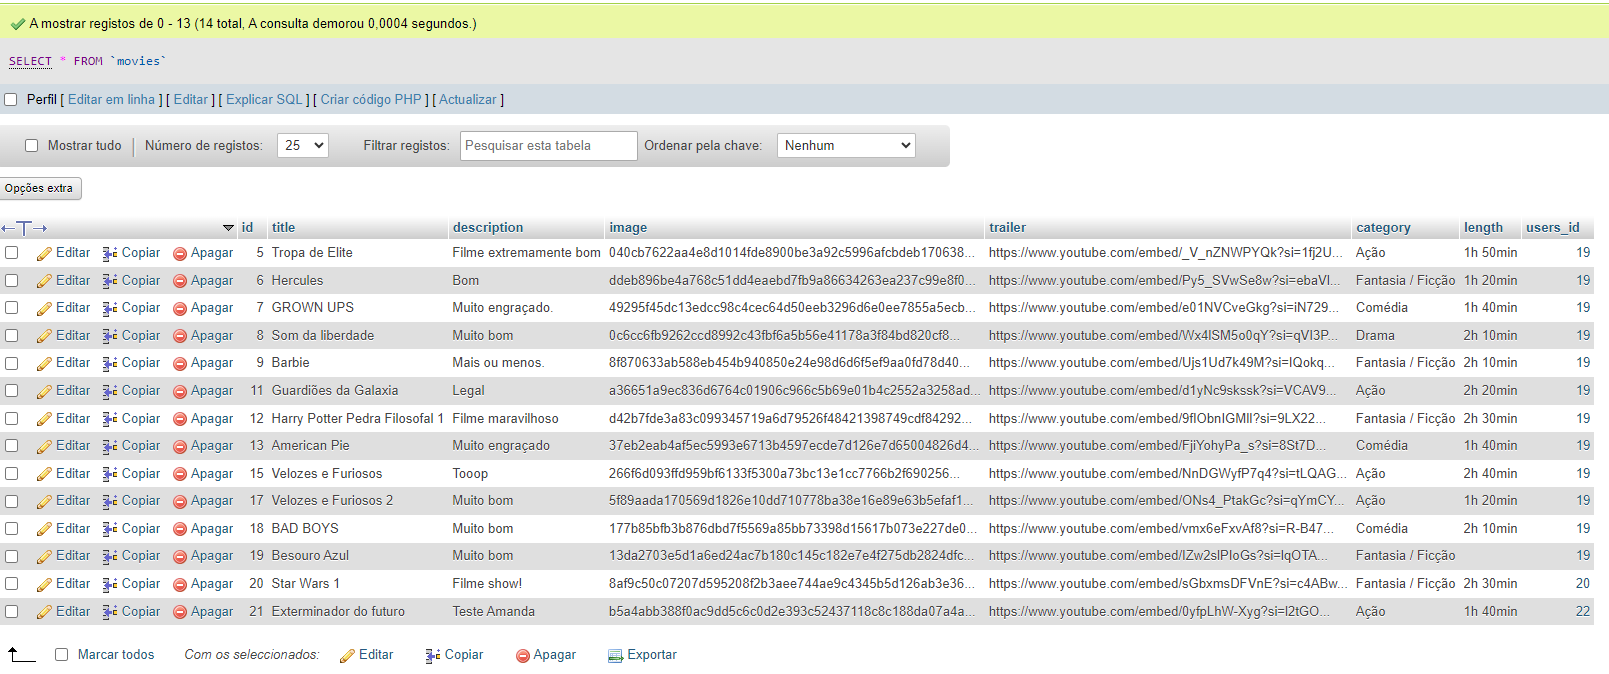 A mostrar registos de 0 - 13 (14 total, A consulta demorou 0,0004 segundos.)
SELECT * FROM `movies`
Perfil [ Editar em linha ] [ Editar ] [ Explicar SQL ] [ Criar código PHP ] [ Actualizar ]
Mostrar tudo Número de registos: 25 Filtrar registos: Pesquisar esta tabela Ordenar pela chave: Nenhum
Opções extra
id title description image trailer category length users_id
Editar Copiar Apagar 5 Tropa de Elite Filme extremamente bom 040cb7622aa4e8d1014fde8900be3a92c5996afcbdeb170638... https://www.youtube.com/embed/_V_nZNWPYQk?si=1fj2U... Ação 1h 50min 19
Editar Copiar Apagar 6 Hercules Bom ddeb896be4a768c51dd4eaebd7fb9a86634263ea237c99e8f0... https://www.youtube.com/embed/Py5_SVwSe8w?si=ebaVl... Fantasia / Ficção 1h 20min 19
Editar Copiar Apagar 7 GROWN UPS Muito engraçado. 49295f45dc13edcc98c4cec64d50eeb3296d6e0ee7855a5ecb... https://www.youtube.com/embed/e01NVCveGkg?si=iN729... Comédia 1h 40min 19
Editar Copiar Apagar 8 Som da liberdade Muito bom 0c6cc6fb9262ccd8992c43fbf6a5b56e41178a3f84bd820cf8... https://www.youtube.com/embed/Wx4ISM5o0qY?si=qVI3P... Drama 2h 10min 19
Editar Copiar Apagar 9 Barbie Mais ou menos. 8f870633ab588eb454b940850e24e98d6d6f5ef9aa0fd78d40... https://www.youtube.com/embed/Ujs1Ud7k49M?si=IQokq... Fantasia / Ficção 2h 10min 19
Editar Copiar Apagar 11 Guardiões da Galaxia Legal a36651a9ec836d6764c01906c966c5b69e01b4c2552a3258ad... https://www.youtube.com/embed/d1yNc9skssk?si=VCAV9... Ação 2h 20min 19
Editar Copiar Apagar 12 Harry Potter Pedra Filosofal 1 Filme maravilhoso d42b7fde3a83c099345719a6d79526f48421398749cdf84292... https://www.youtube.com/embed/9flObnIGMlI?si=9LX22... Fantasia / Ficção 2h 30min 19
Editar Copiar Apagar 13 American Pie Muito engraçado 37eb2eab4af5ec5993e6713b4597ecde7d126e7d65004826d4... https://www.youtube.com/embed/FjiYohyPa_s?si=8St7D... Comédia 1h 40min 19
Editar Copiar Apagar 15 Velozes e Furiosos Tooop 266f6d093ffd959bf6133f5300a73bc13e1cc7766b2f690256... https://www.youtube.com/embed/NnDGWyfP7q4?si=tLQAG... Ação 2h 40min 19
Editar Copiar Apagar 17 Velozes e Furiosos 2 Muito bom 5f89aada170569d1826e10dd710778ba38e16e89e63b5efaf1... https://www.youtube.com/embed/ONs4_PtakGc?si=qYmCY... Ação 1h 20min 19
Editar Copiar Apagar 18 BAD BOYS Muito bom 177b85bfb3b876dbd7f5569a85bb73398d15617b073e227de0... https://www.youtube.com/embed/vmx6eFxvAf8?si=R-B47... Comédia 2h 10min 19
Editar Copiar Apagar 19 Besouro Azul Muito bom 13da2703e5d1a6ed24ac7b180c145c182e7e4f275db2824dfc... https://www.youtube.com/embed/IZw2slPIoGs?si=IqOTA... Fantasia / Ficção 19
Editar Copiar Apagar 20 Star Wars 1 Filme show! 8af9c50c07207d595208f2b3aee744ae9c4345b5d126ab3e36... https://www.youtube.com/embed/sGbxmsDFVnE?si=c4ABw... Fantasia / Ficção 2h 30min 20
Editar Copiar Apagar 21 Exterminador do futuro Teste Amanda b5a4abb388f0ac9dd5c6c0d2e393c52437118c8c188da07a4a... https://www.youtube.com/embed/0yfpLhW-Xyg?si=I2tGO... Ação 1h 40min 22
Marcar todos Com os seleccionados: Editar Copiar Apagar Exportar